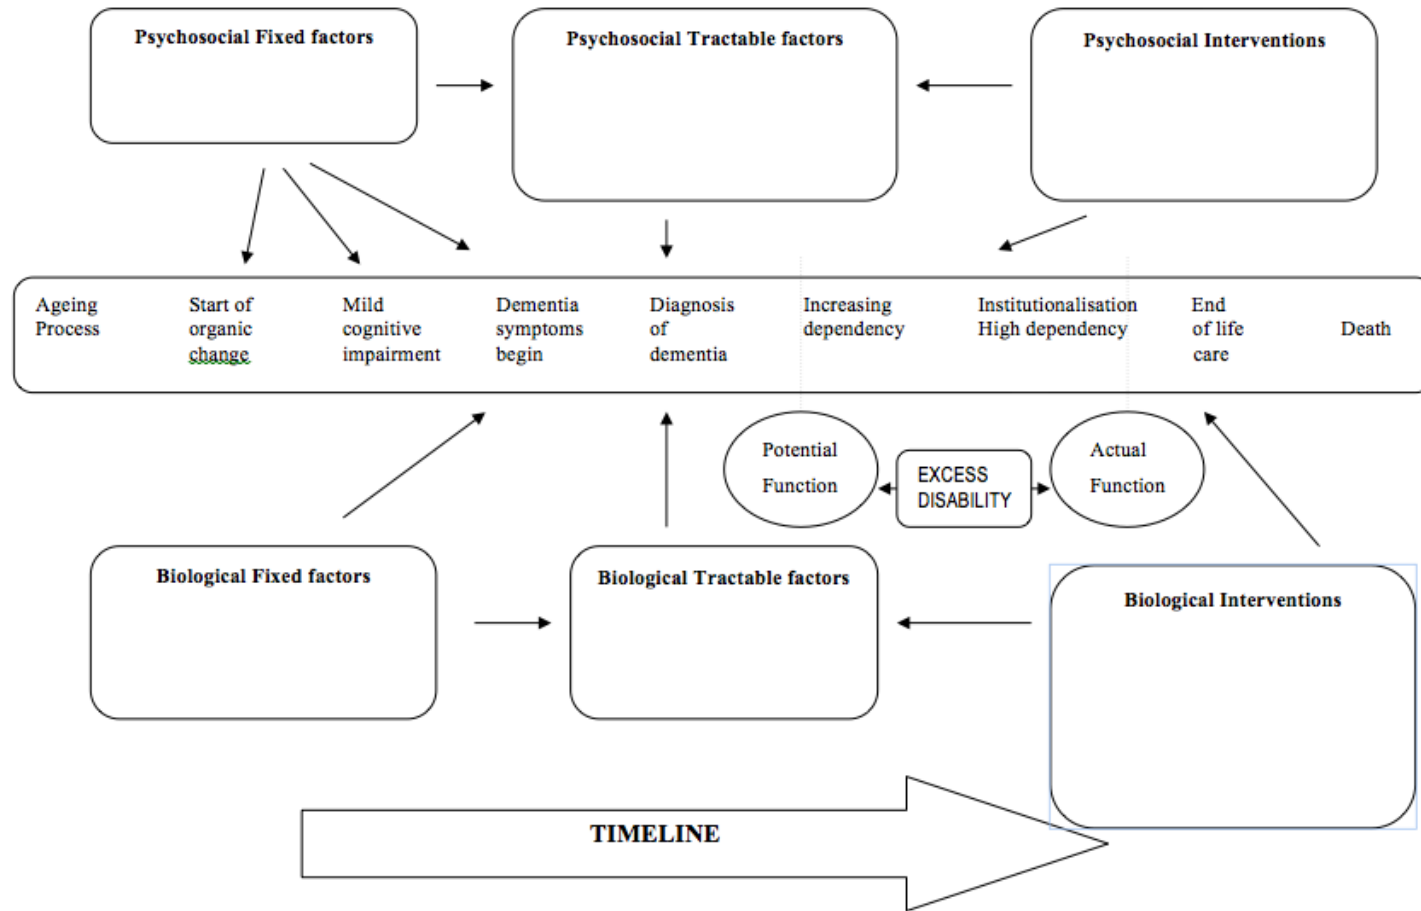 Psychosocial Fixed factors
Psychosocial Tractable factors
Psychosocial Interventions
Ageing
Process
Start of
organic
change
Mild
cognitive
impairment
Dementia
symptoms
begin
Diagnosis
of
dementia
Increasing
dependency
Institutionalisation
High dependency
End
of life
care
Death
Potential
Function
EXCESS
DISABILITY
Actual
Function
Biological Fixed factors
Biological Tractable factors
Biological Interventions
TIMELINE